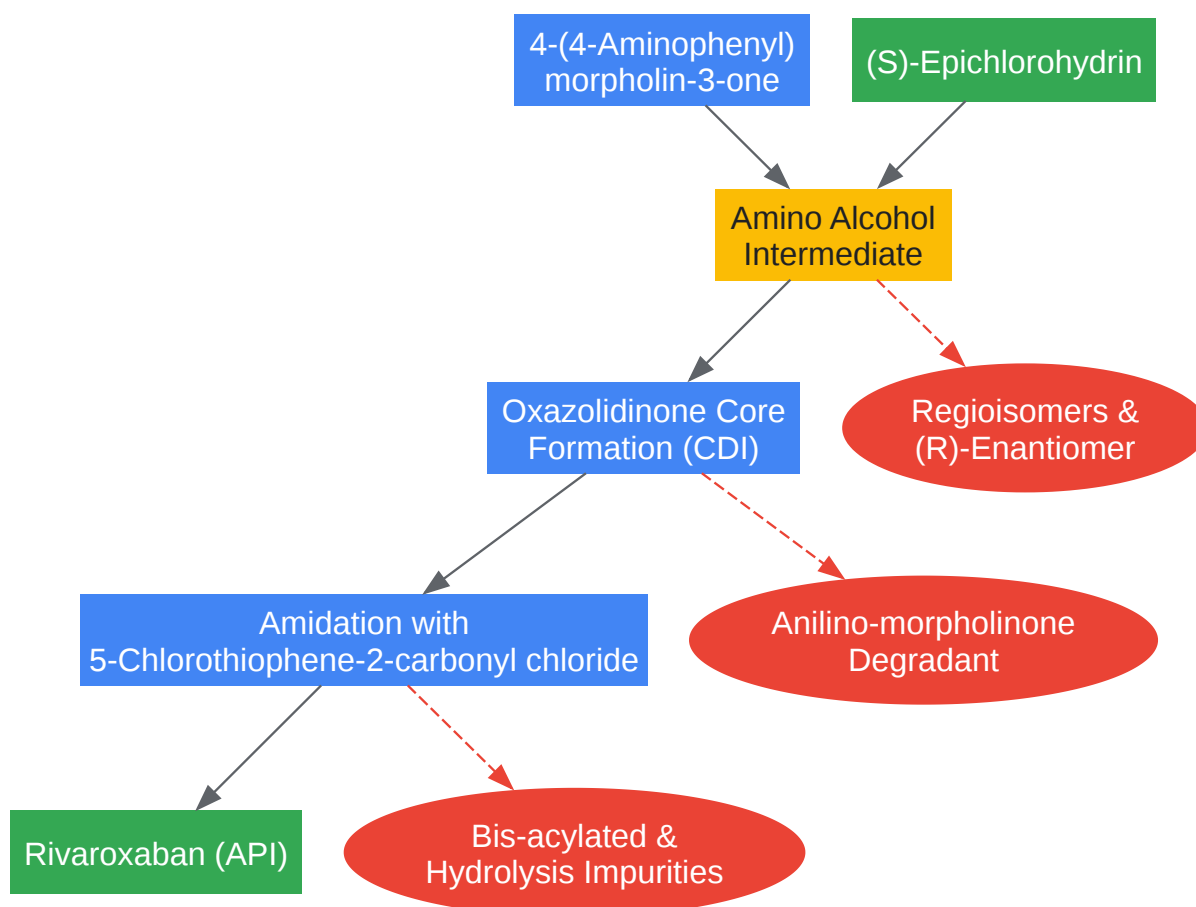 4-(4-Aminophenyl)
morpholin-3-one
(S)-Epichlorohydrin
Amino Alcohol
Intermediate
Oxazolidinone Core
Formation (CDI)
Regioisomers &
(R)-Enantiomer
Amidation with
5-Chlorothiophene-2-carbonyl chloride
Anilino-morpholinone
Degradant
Rivaroxaban (API)
Bis-acylated &
Hydrolysis Impurities